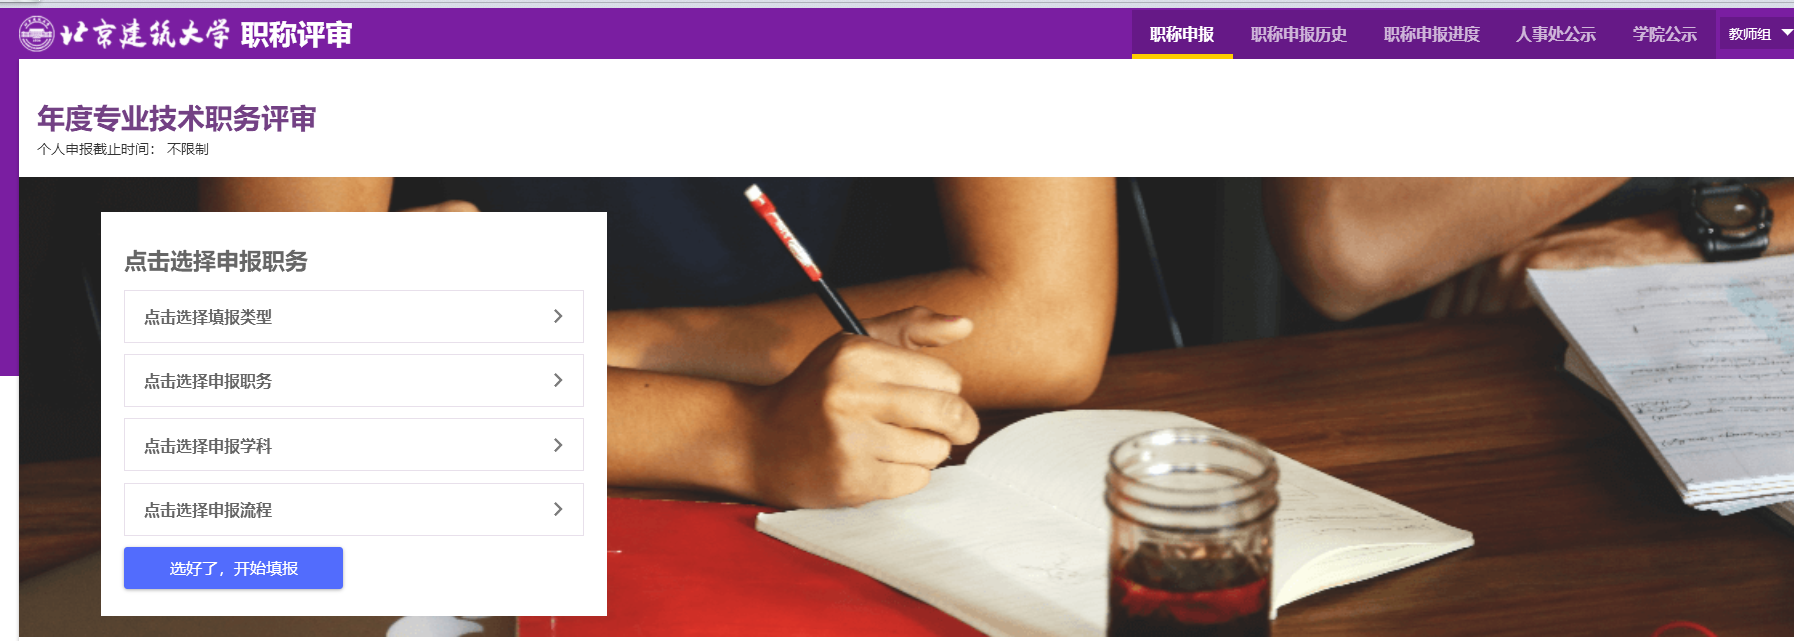 北京建筑大学 职称评审
职称申报 职称申报历史 职称申报进度 人事处公示 学院公示 教师组
年度专业技术职务评审
个人申报截止时间： 不限制
点击选择申报职务
点击选择填报类型
点击选择申报职务
点击选择申报学科
点击选择申报流程
选好了，开始填报